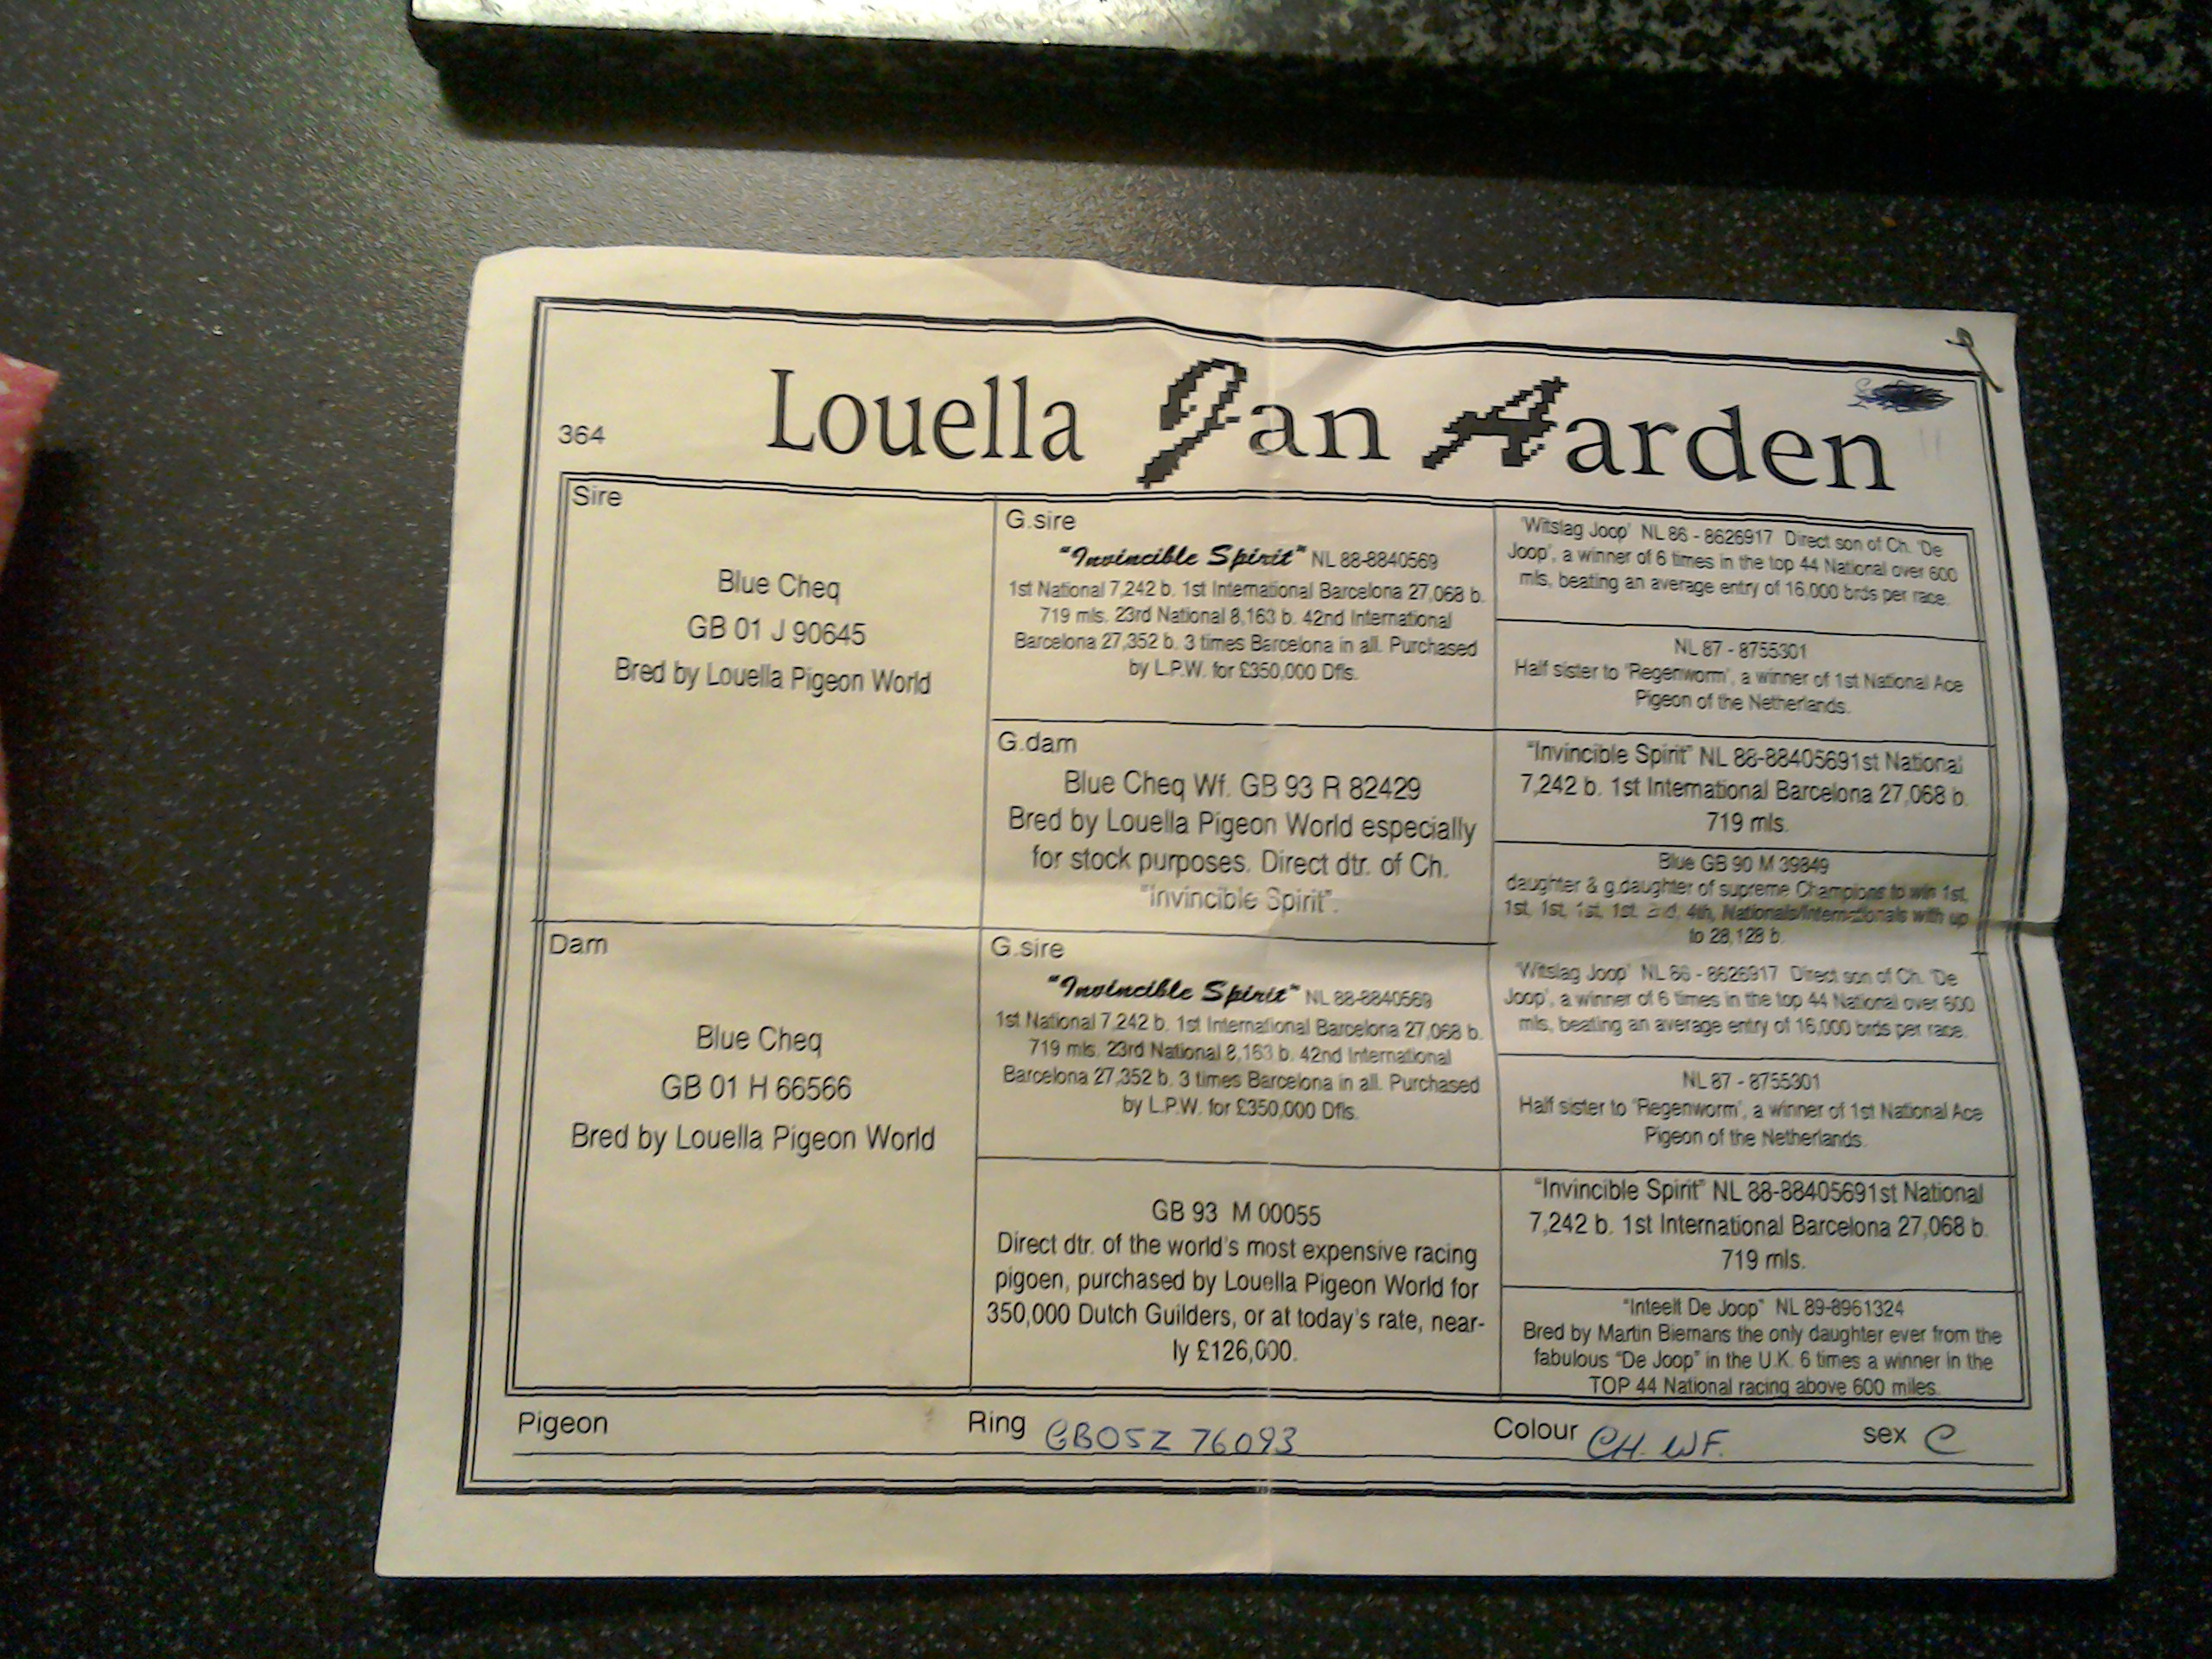 364
Louella Jan Aarden
Sire
Blue Cheq
GB 01 J 90645
Bred by Louella Pigeon World
G.sire
"Invincible Spirit" NL 88-8840569
1st National 7,242 b. 1st International Barcelona 27,068 b.
719 mls. 23rd National 8,163 b. 42nd International
Barcelona 27,352 b. 3 times Barcelona in all. Purchased
by L.P.W. for £350,000 Dfls.
'Witslag Joop' NL 86 - 8626917 Direct son of Ch. 'De
Joop', a winner of 6 times in the top 44 National over 600
mls, beating an average entry of 16,000 brds per race.
NL 87 - 8755301
Half sister to 'Regenworm', a winner of 1st National Ace
Pigeon of the Netherlands.
G.dam
Blue Cheq Wf. GB 93 R 82429
Bred by Louella Pigeon World especially
for stock purposes. Direct dtr. of Ch.
"Invincible Spirit".
"Invincible Spirit" NL 88-88405691st National
7,242 b. 1st International Barcelona 27,068 b.
719 mls.
Blue GB 90 M 39849
daughter & g.daughter of supreme Champions to win 1st,
1st, 1st, 1st, 1st, 2nd, 4th, Nationals/Internationals with up
to 28,128 b.
Dam
Blue Cheq
GB 01 H 66566
Bred by Louella Pigeon World
G.sire
"Invincible Spirit" NL 88-8840569
1st National 7,242 b. 1st International Barcelona 27,068 b.
719 mls. 23rd National 8,163 b. 42nd International
Barcelona 27,352 b. 3 times Barcelona in all. Purchased
by L.P.W. for £350,000 Dfls.
'Witslag Joop' NL 86 - 8626917 Direct son of Ch. 'De
Joop', a winner of 6 times in the top 44 National over 600
mls, beating an average entry of 16,000 brds per race.
NL 87 - 8755301
Half sister to 'Regenworm', a winner of 1st National Ace
Pigeon of the Netherlands.
GB 93 M 00055
Direct dtr. of the world's most expensive racing
pigoen, purchased by Louella Pigeon World for
350,000 Dutch Guilders, or at today's rate, near-
ly £126,000.
"Invincible Spirit" NL 88-88405691st National
7,242 b. 1st International Barcelona 27,068 b.
719 mls.
"Inteelt De Joop" NL 89-8961324
Bred by Martin Biemans the only daughter ever from the
fabulous "De Joop" in the U.K. 6 times a winner in the
TOP 44 National racing above 600 miles.
Pigeon Ring GB05Z 76093 Colour CH. WF. sex C